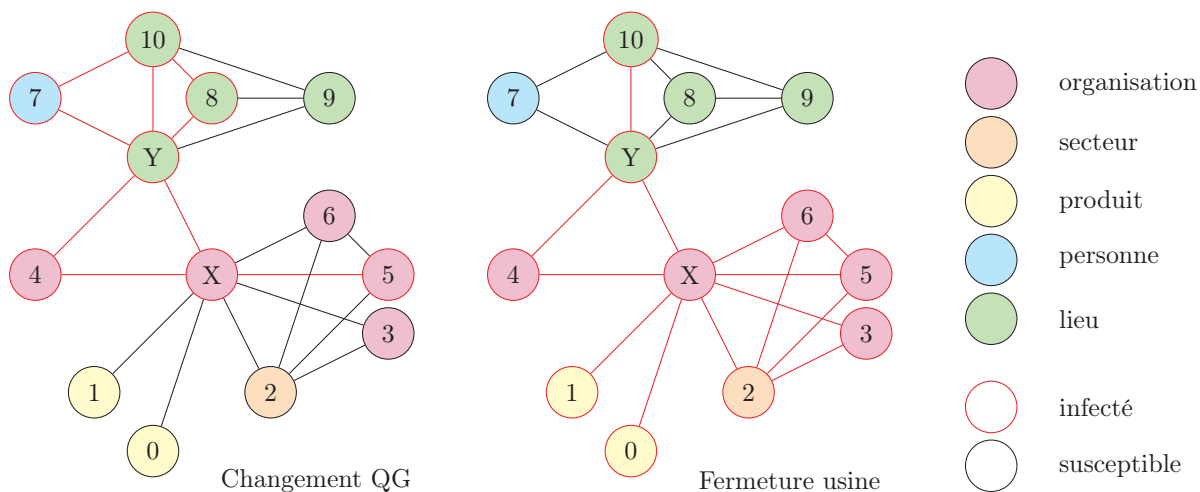 10
7
8
9
Y
6
4
X
5
3
1
2
0
Changement QG
10
7
8
9
Y
6
4
X
5
3
1
2
0
Fermeture usine
organisation
secteur
produit
personne
lieu
infecté
susceptible